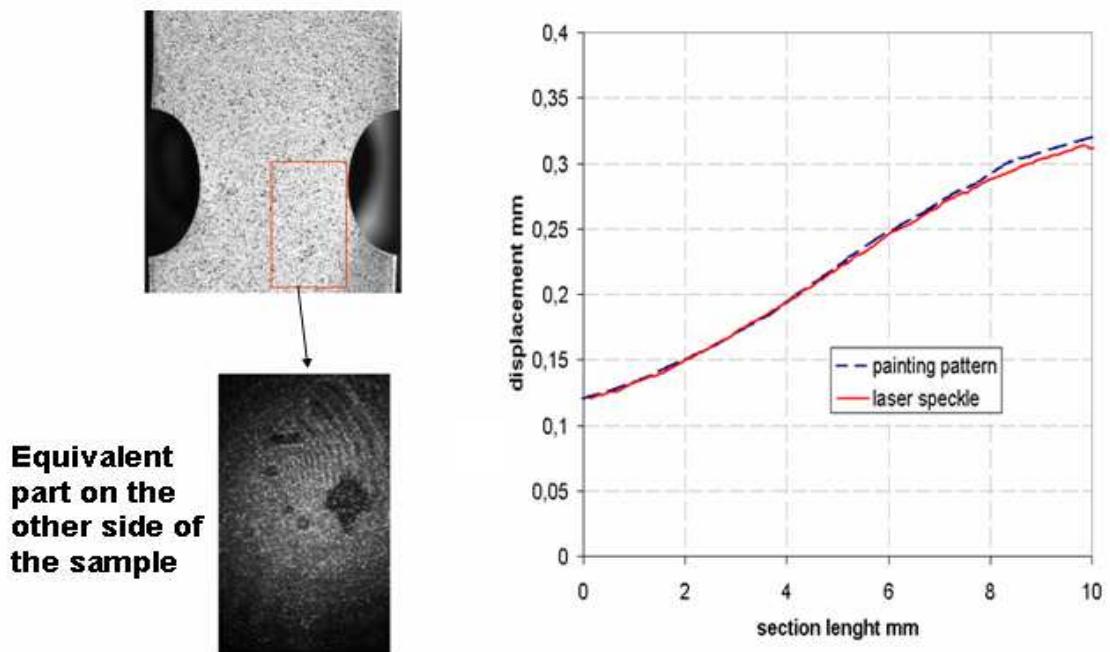 Equivalent
part on the
other side of
the sample
0,4
0,35
0,3
0,25
0,2
0,15
0,1
0,05
0
displacement mm
painting pattern
laser speckle
0 2 4 6 8 10
section lenght mm